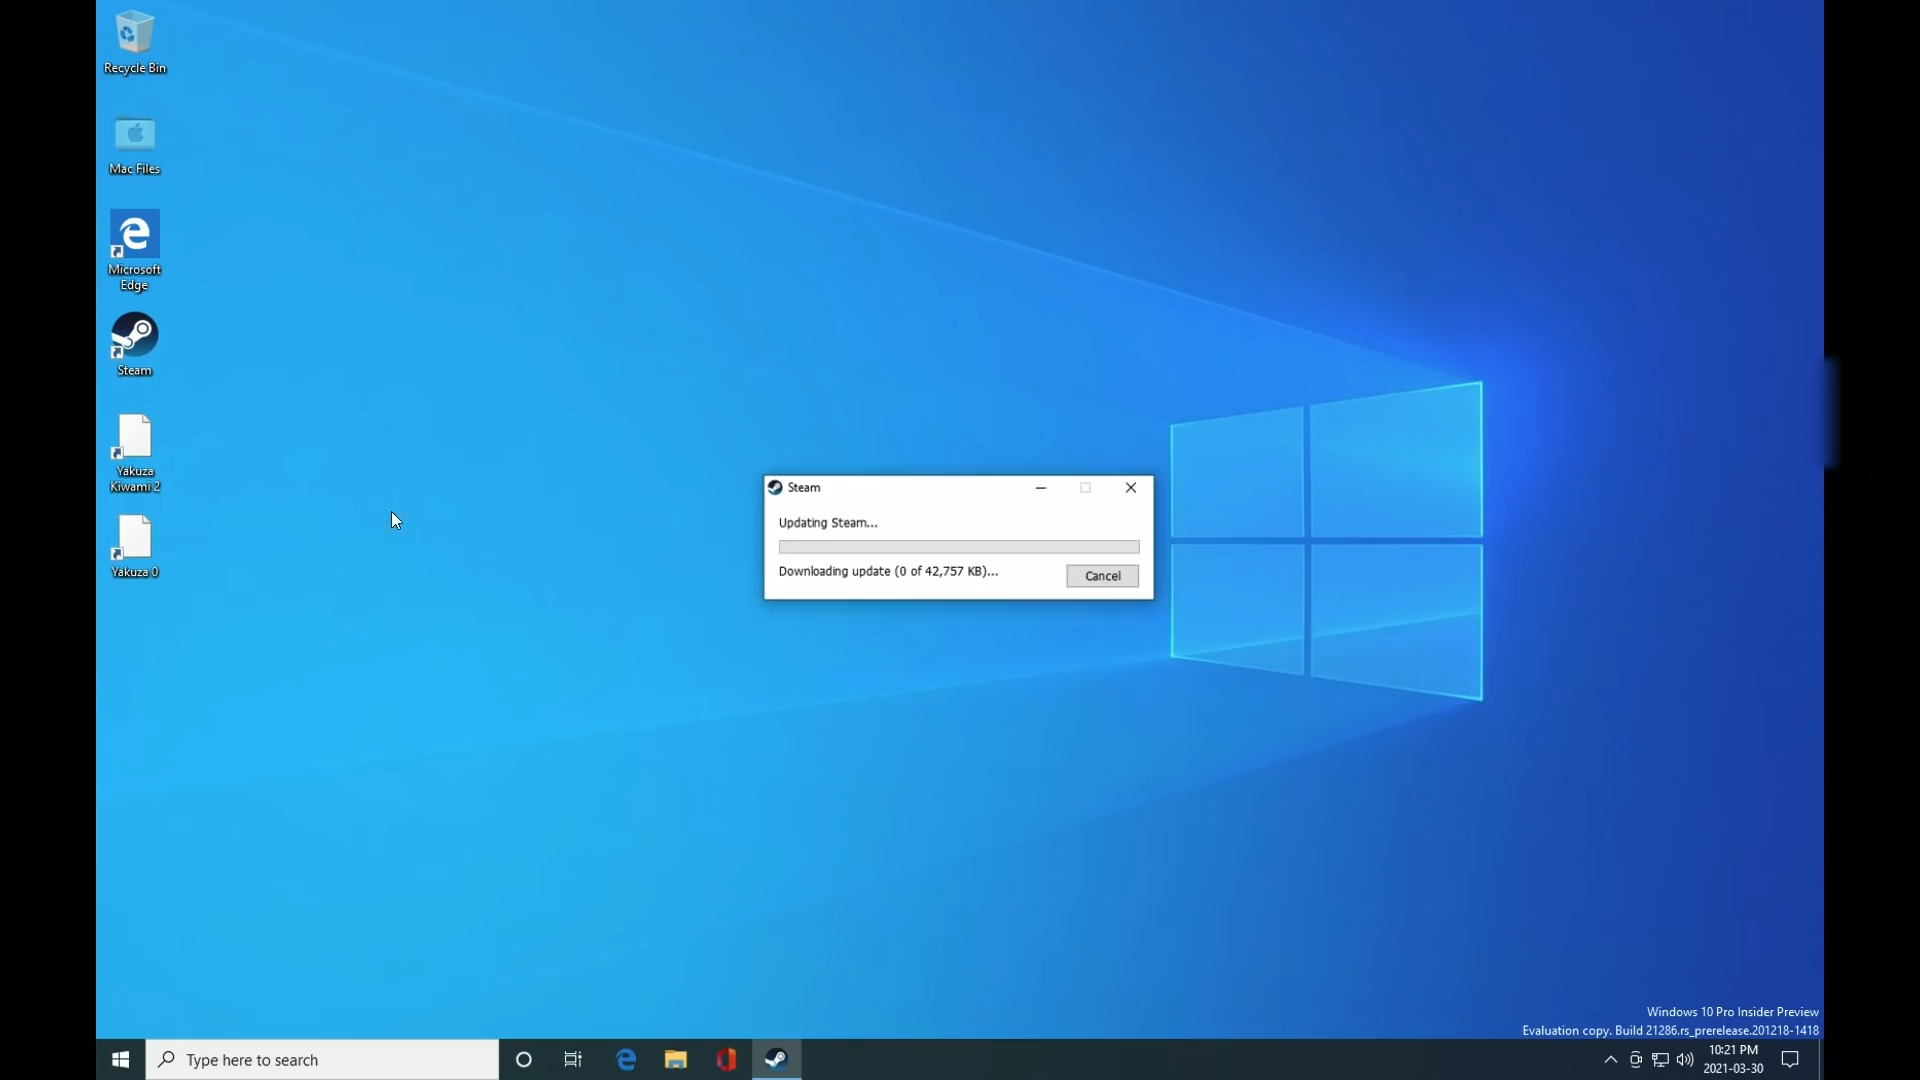 Recycle Bin
Mac Files
Microsoft
Edge
Steam
Yakuza
Kiwami 2
Yakuza 0
Steam
Updating Steam...
Downloading update (0 of 42,757 KB)...
Cancel
Windows 10 Pro Insider Preview
Evaluation copy. Build 21286.rs_prerelease.201218-1418
Type here to search
10:21 PM
2021-03-30